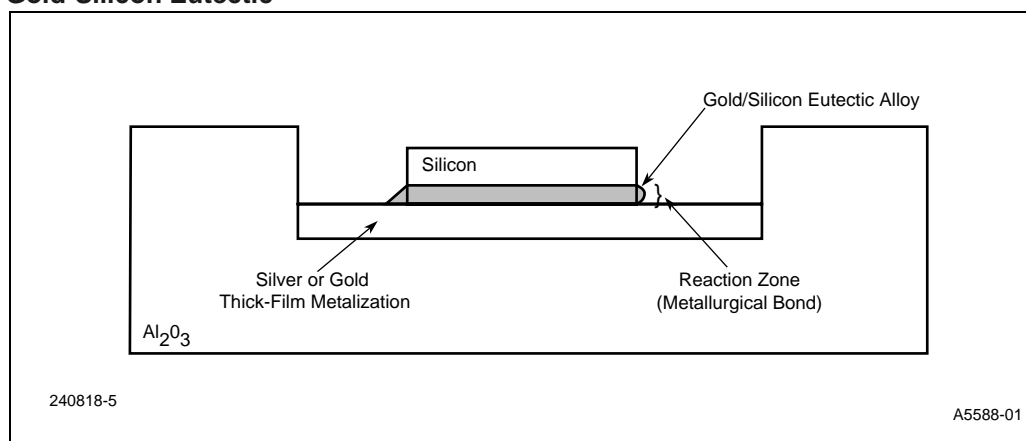 Gold Silicon Eutectic
Gold/Silicon Eutectic Alloy
Silicon
}
Silver or Gold
Thick-Film Metalization
Reaction Zone
(Metallurgical Bond)
Al203
240818-5
A5588-01